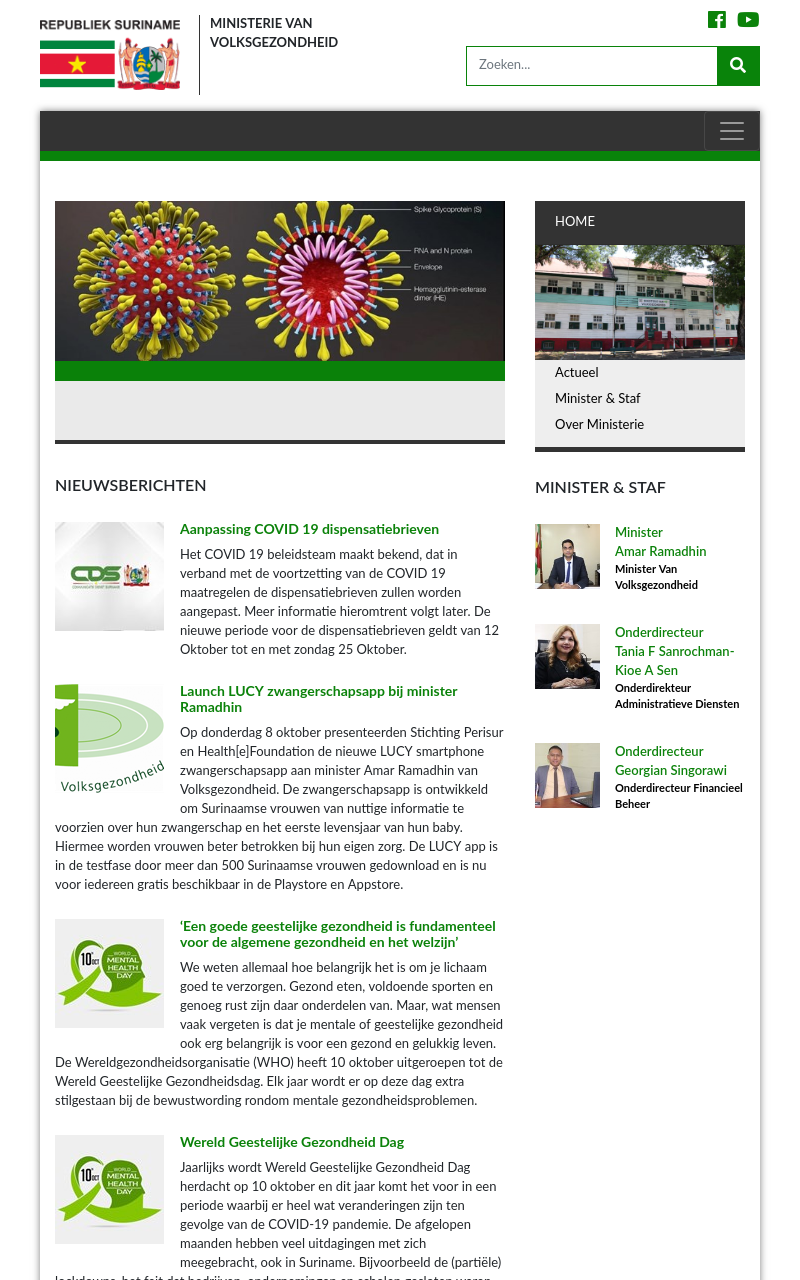 REPUBLIEK SURINAME
MINISTERIE VAN
VOLKSGEZONDHEID
Zoeken...
Spike Glycoprotein (S)
RNA and N protein
Envelope
Hemagglutinin-esterase
dimer (HE)
HOME
Actueel
Minister & Staf
Over Ministerie
NIEUWSBERICHTEN
CDS
Aanpassing COVID 19 dispensatiebrieven
Het COVID 19 beleidsteam maakt bekend, dat in
verband met de voortzetting van de COVID 19
maatregelen de dispensatiebrieven zullen worden
aangepast. Meer informatie hieromtrent volgt later. De
nieuwe periode voor de dispensatiebrieven geldt van 12
Oktober tot en met zondag 25 Oktober.
Volksgezondheid
Launch LUCY zwangerschapsapp bij minister
Ramadhin
Op donderdag 8 oktober presenteerden Stichting Perisur
en Health[e]Foundation de nieuwe LUCY smartphone
zwangerschapsapp aan minister Amar Ramadhin van
Volksgezondheid. De zwangerschapsapp is ontwikkeld
om Surinaamse vrouwen van nuttige informatie te
voorzien over hun zwangerschap en het eerste levensjaar van hun baby.
Hiermee worden vrouwen beter betrokken bij hun eigen zorg. De LUCY app is
in de testfase door meer dan 500 Surinaamse vrouwen gedownload en is nu
voor iedereen gratis beschikbaar in de Playstore en Appstore.
10th OCT
WORLD
MENTAL
HEALTH
DAY
‘Een goede geestelijke gezondheid is fundamenteel
voor de algemene gezondheid en het welzijn’
We weten allemaal hoe belangrijk het is om je lichaam
goed te verzorgen. Gezond eten, voldoende sporten en
genoeg rust zijn daar onderdelen van. Maar, wat mensen
vaak vergeten is dat je mentale of geestelijke gezondheid
ook erg belangrijk is voor een gezond en gelukkig leven.
De Wereldgezondheidsorganisatie (WHO) heeft 10 oktober uitgeroepen tot de
Wereld Geestelijke Gezondheidsdag. Elk jaar wordt er op deze dag extra
stilgestaan bij de bewustwording rondom mentale gezondheidsproblemen.
10th OCT
WORLD
MENTAL
HEALTH
DAY
Wereld Geestelijke Gezondheid Dag
Jaarlijks wordt Wereld Geestelijke Gezondheid Dag
herdacht op 10 oktober en dit jaar komt het voor in een
periode waarbij er heel wat veranderingen zijn ten
gevolge van de COVID-19 pandemie. De afgelopen
maanden hebben veel uitdagingen met zich
meegebracht, ook in Suriname. Bijvoorbeeld de (partiële)
MINISTER & STAF
Minister
Amar Ramadhin
Minister Van
Volksgezondheid
Onderdirecteur
Tania F Sanrochman-
Kioe A Sen
Onderdirekteur
Administratieve Diensten
Onderdirecteur
Georgian Singorawi
Onderdirecteur Financieel
Beheer